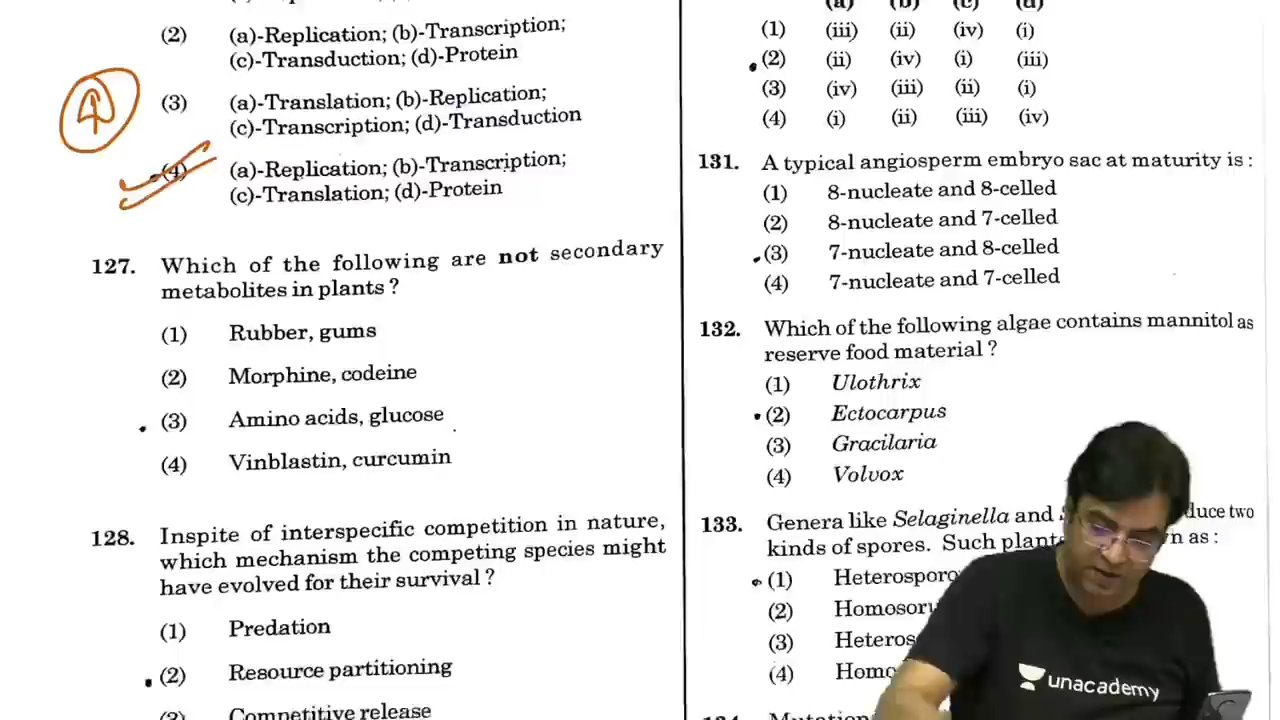 (2) (a)-Replication; (b)-Transcription;
(c)-Transduction; (d)-Protein
(3) (a)-Translation; (b)-Replication;
(c)-Transcription; (d)-Transduction
(4) (a)-Replication; (b)-Transcription;
(c)-Translation; (d)-Protein
4
127. Which of the following are not secondary
metabolites in plants ?
(1) Rubber, gums
(2) Morphine, codeine
(3) Amino acids, glucose
(4) Vinblastin, curcumin
128. Inspite of interspecific competition in nature,
which mechanism the competing species might
have evolved for their survival ?
(1) Predation
(2) Resource partitioning
(3) Competitive release
(a) (b) (c) (d)
(1) (iii) (ii) (iv) (i)
(2) (ii) (iv) (i) (iii)
(3) (iv) (iii) (ii) (i)
(4) (i) (ii) (iii) (iv)
131. A typical angiosperm embryo sac at maturity is :
(1) 8-nucleate and 8-celled
(2) 8-nucleate and 7-celled
(3) 7-nucleate and 8-celled
(4) 7-nucleate and 7-celled
132. Which of the following algae contains mannitol as
reserve food material ?
(1) Ulothrix
(2) Ectocarpus
(3) Gracilaria
(4) Volvox
133. Genera like Selaginella and duce two
kinds of spores. Such plants n as :
(1) Heterosporo
(2) Homosoru
(3) Heteros
(4) Homo
unacademy